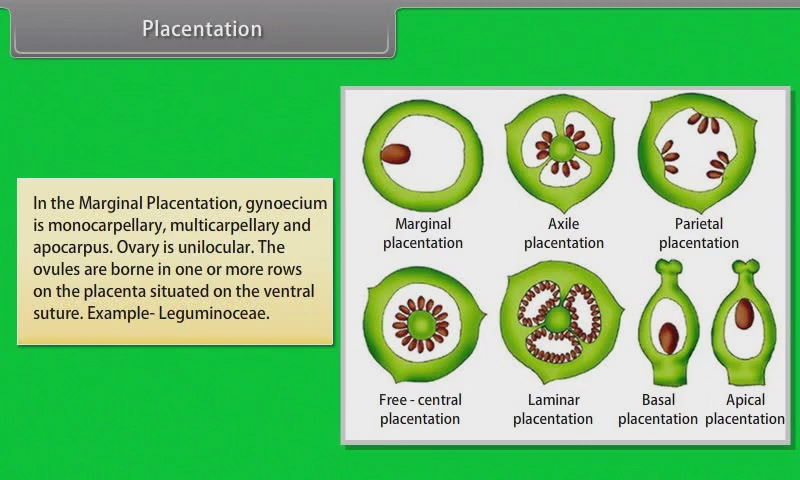 Placentation
In the Marginal Placentation, gynoecium
is monocarpellary, multicarpellary and
apocarpus. Ovary is unilocular. The
ovules are borne in one or more rows
on the placenta situated on the ventral
suture. Example- Leguminoceae.
Marginal
placentation
Axile
placentation
Parietal
placentation
Free - central
placentation
Laminar
placentation
Basal
placentation
Apical
placentation